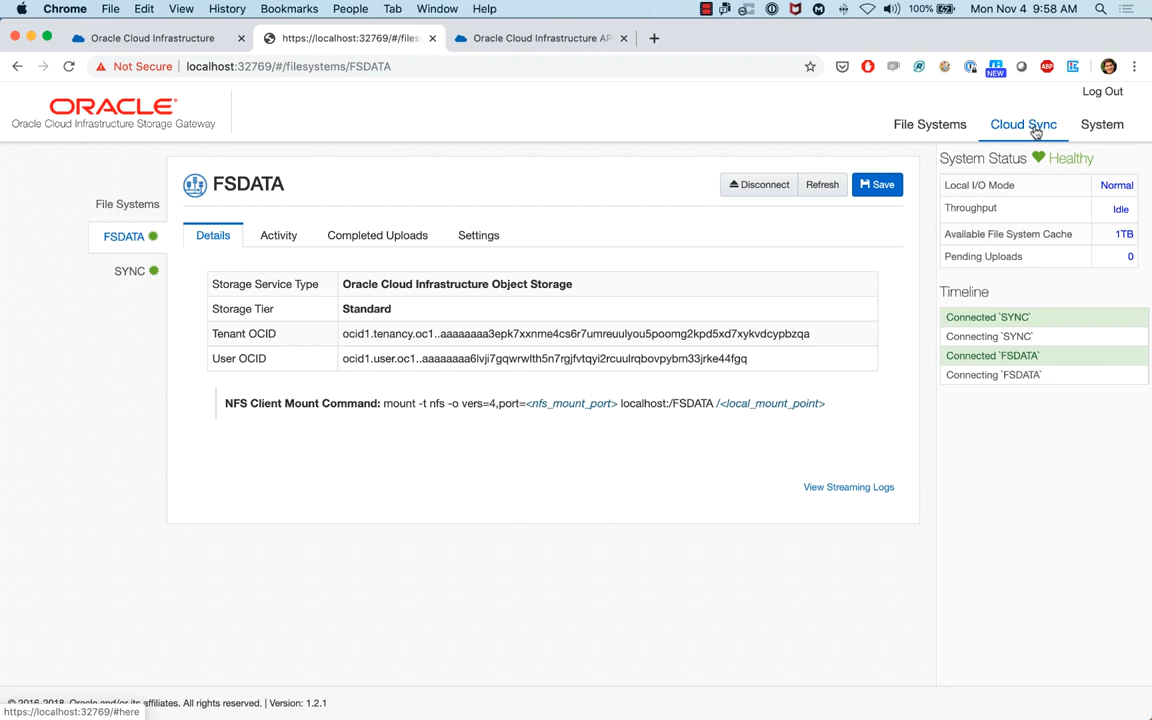 Chrome File Edit View History Bookmarks People Tab Window Help 100% Mon Nov 4 9:58 AM
Oracle Cloud Infrastructure × https://localhost:32769/#/files × Oracle Cloud Infrastructure AP × +
Not Secure | localhost:32769/#/filesystems/FSDATA
NEW
ABP
ORACLE®
Oracle Cloud Infrastructure Storage Gateway
Log Out
File Systems Cloud Sync System
File Systems
FSDATA
SYNC
FSDATA
Disconnect Refresh Save
Details Activity Completed Uploads Settings
Storage Service Type Oracle Cloud Infrastructure Object Storage
Storage Tier Standard
Tenant OCID ocid1.tenancy.oc1..aaaaaaaa3epk7xxnme4cs6r7umreuulyou5poomg2kpd5xd7xykvdcypbzqa
User OCID ocid1.user.oc1..aaaaaaaa6lvji7gqwrwlth5n7rgjfvtqyi2rcuulrqbovpybm33jrke44fgq
NFS Client Mount Command: mount -t nfs -o vers=4,port=<nfs_mount_port> localhost:/FSDATA /<local_mount_point>
View Streaming Logs
System Status Healthy
Local I/O Mode Normal
Throughput Idle
Available File System Cache 1TB
Pending Uploads 0
Timeline
Connected `SYNC`
Connecting `SYNC`
Connected `FSDATA`
Connecting `FSDATA`
© 2016-2018, Oracle and/or its affiliates. All rights reserved. | Version: 1.2.1
https://localhost:32769/#here